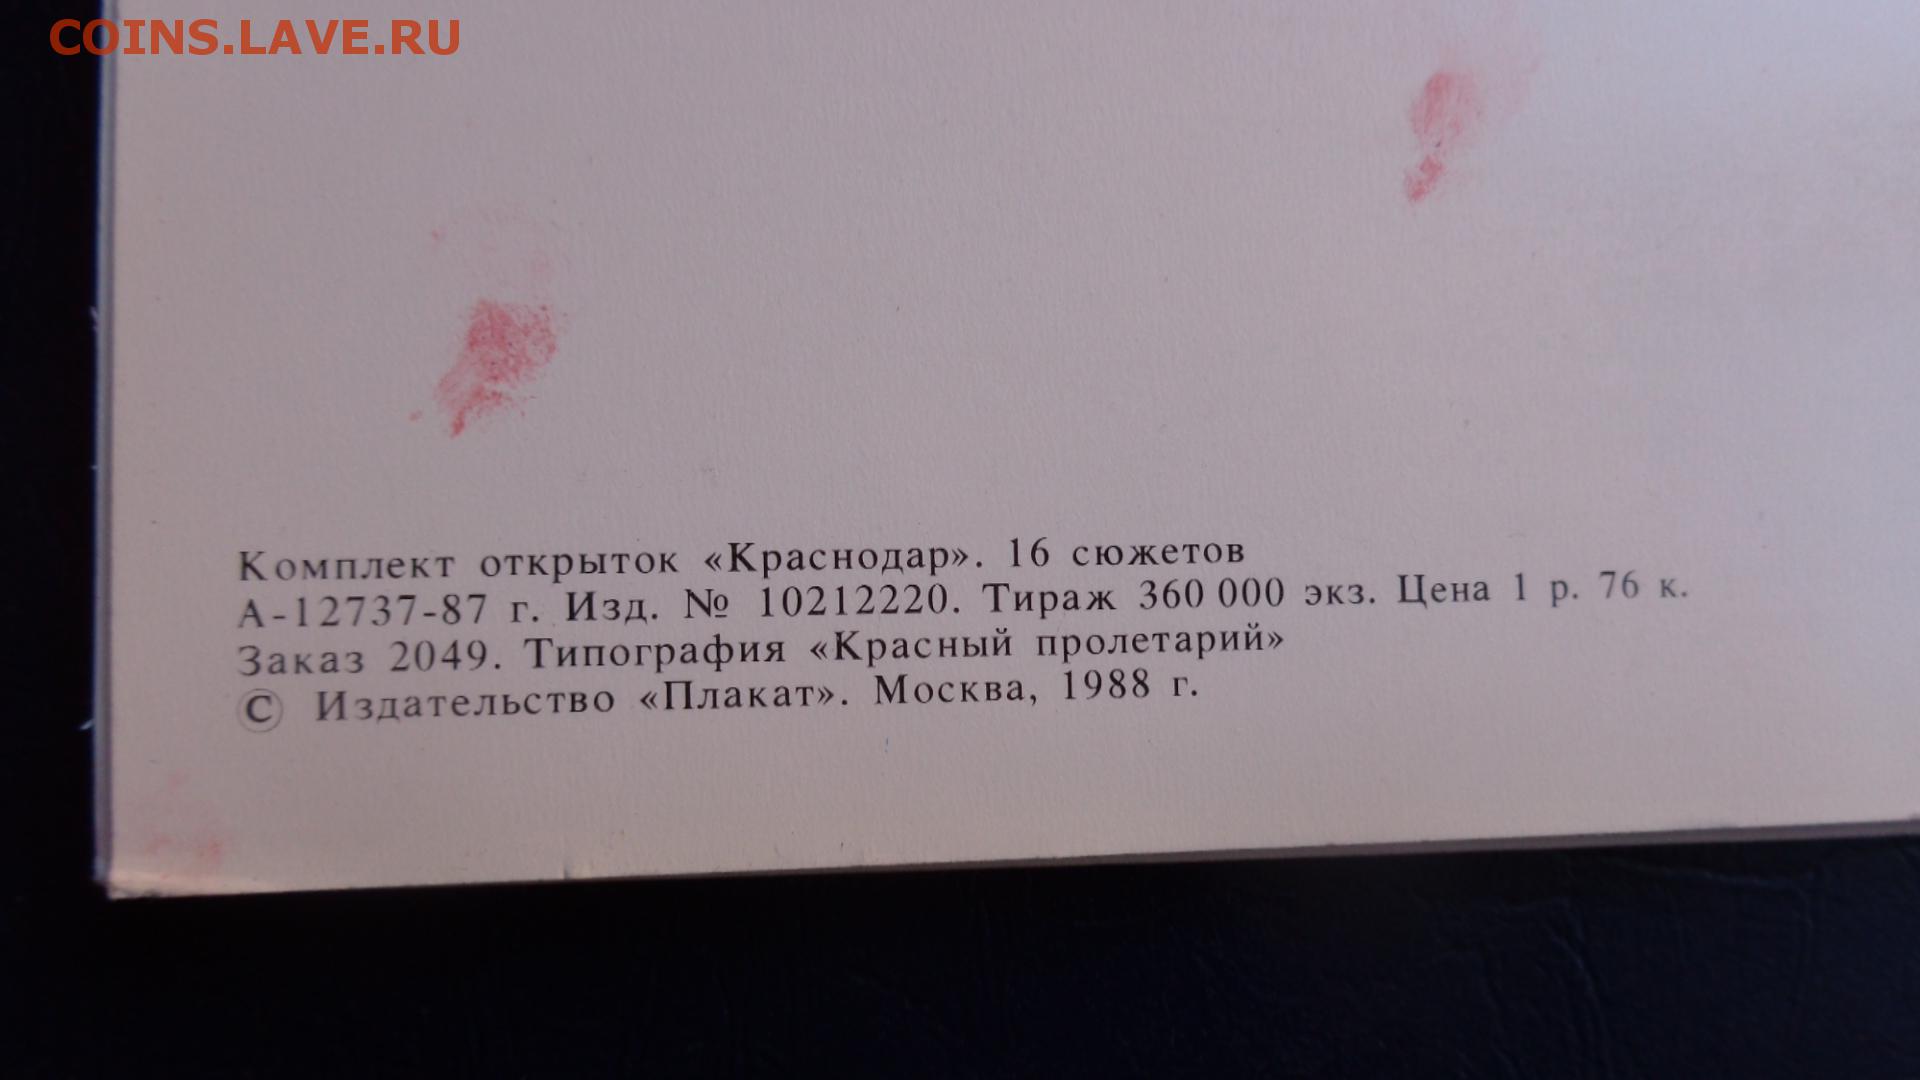 COINS.LAVE.RU
Комплект открыток «Краснодар». 16 сюжетов
А-12737-87 г. Изд. № 10212220. Тираж 360 000 экз. Цена 1 р. 76 к.
Заказ 2049. Типография «Красный пролетарий»
© Издательство «Плакат». Москва, 1988 г.